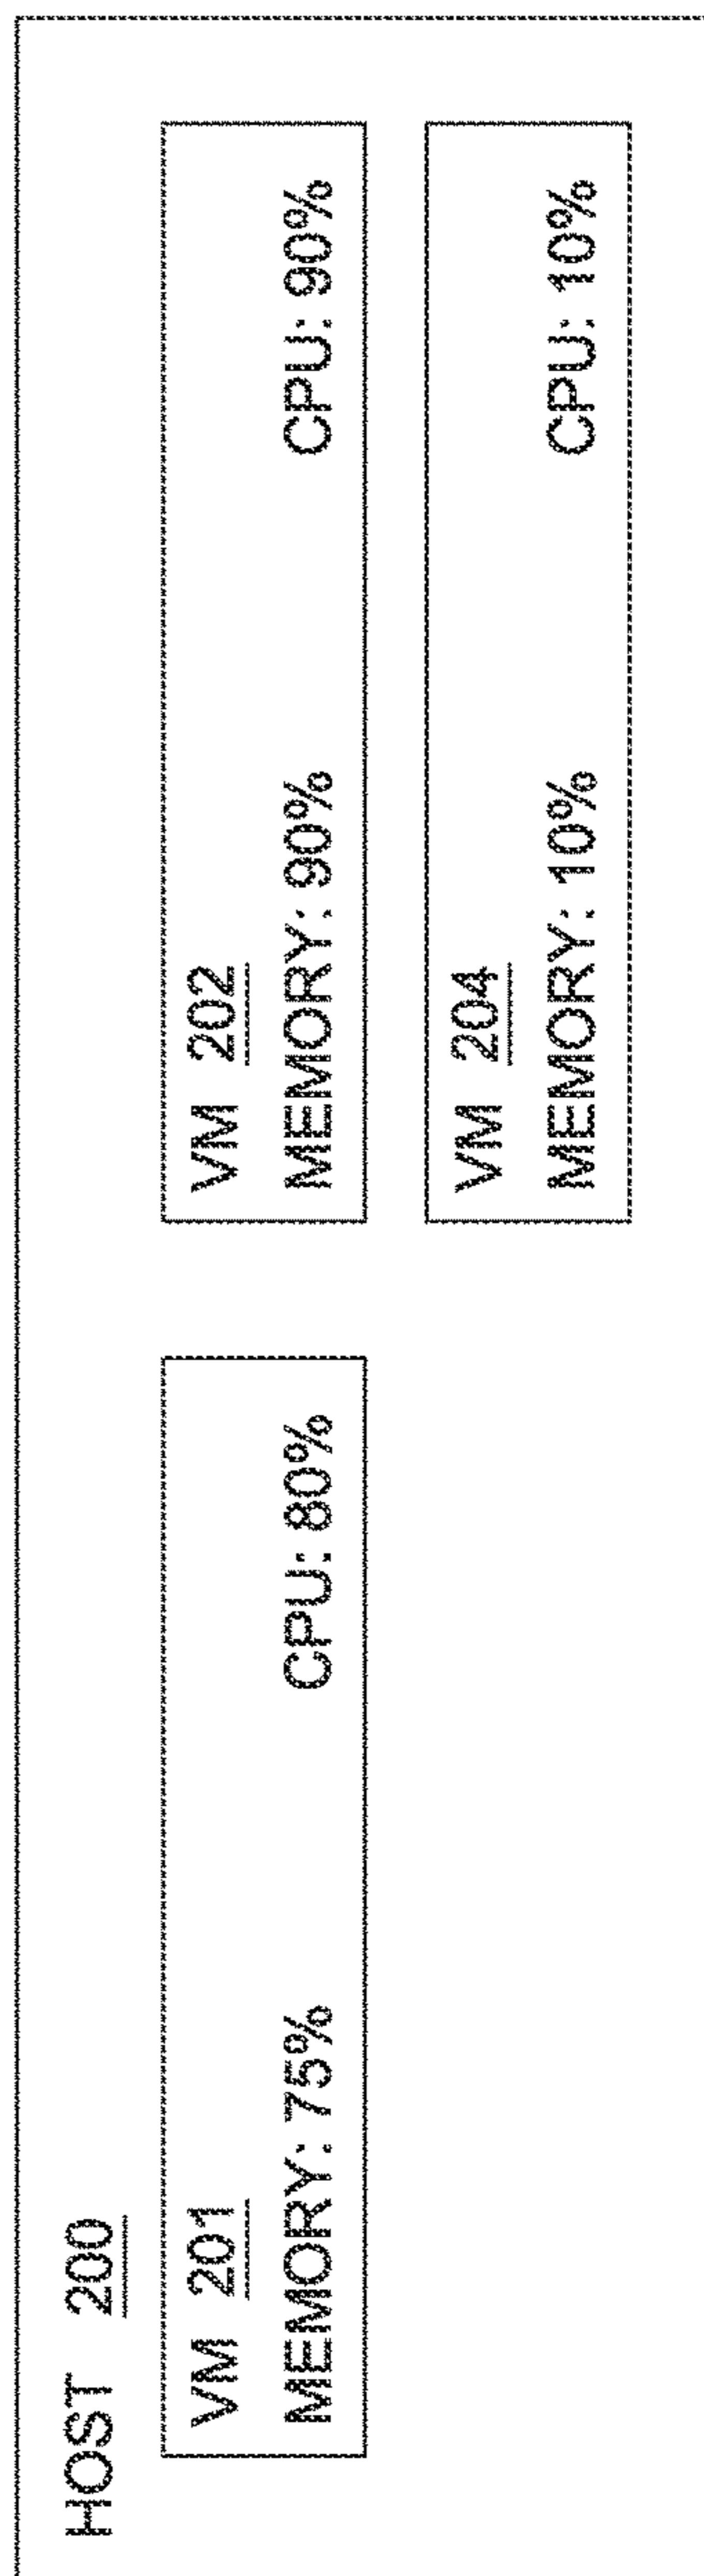 HOST 200
VM 201
MEMORY: 75% CPU: 80%
VM 202
MEMORY: 90% CPU: 90%
VM 204
MEMORY: 10% CPU: 10%